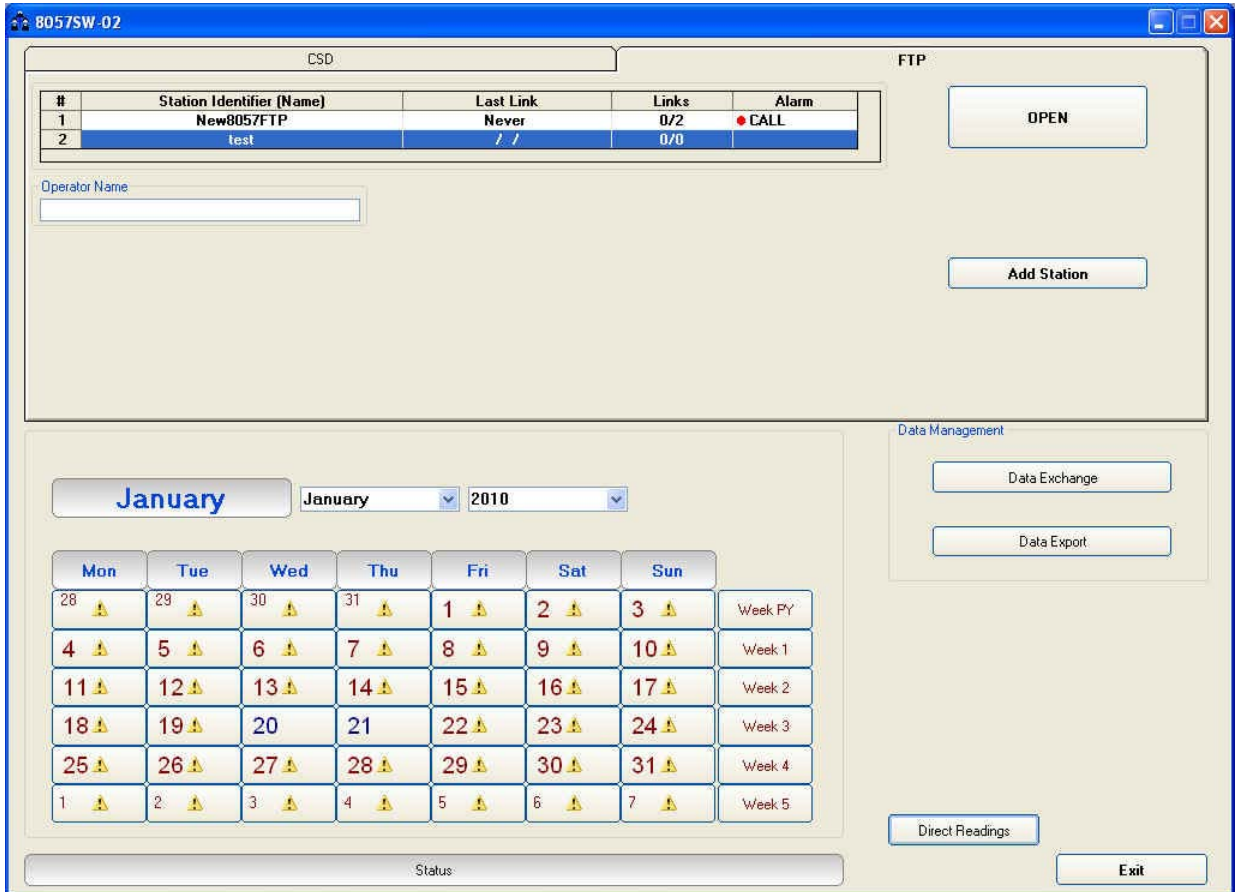 8057SW-02
CSD FTP
# Station Identifier (Name) Last Link Links Alarm
1 New8057FTP Never 0/2 CALL
2 test / / 0/0
OPEN
Operator Name
Add Station
Data Management
Data Exchange
Data Export
January January 2010
Mon Tue Wed Thu Fri Sat Sun
28 29 30 31 1 2 3 Week PY
4 5 6 7 8 9 10 Week 1
11 12 13 14 15 16 17 Week 2
18 19 20 21 22 23 24 Week 3
25 26 27 28 29 30 31 Week 4
1 2 3 4 5 6 7 Week 5
Direct Readings
Status
Exit